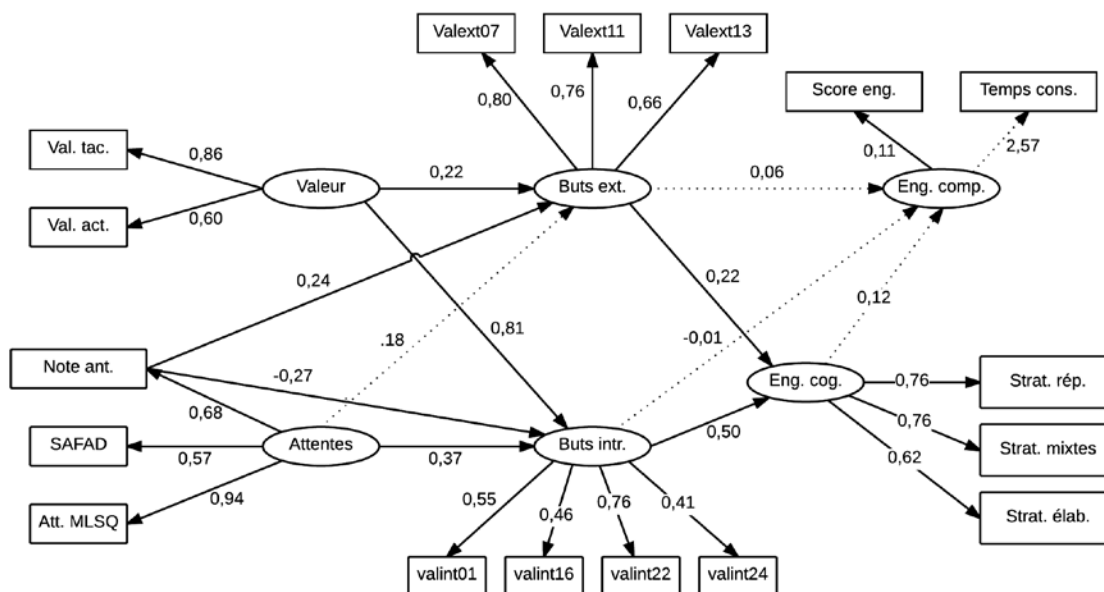 Valext07
Valext11
Valext13
0,80
0,76
0,66
Score eng.
Temps cons.
0,11
2,57
Val. tac.
0,86
Valeur
0,22
Buts ext.
0,06
Eng. comp.
Val. act.
0,60
0,24
0,22
0,12
.18
0,81
-0,01
Note ant.
-0,27
0,68
Eng. cog.
0,76
Strat. rép.
SAFAD
0,57
Attentes
0,37
Buts intr.
0,50
0,76
Strat. mixtes
0,62
Att. MLSQ
0,94
0,55
0,46
0,76
0,41
Strat. élab.
valint01
valint16
valint22
valint24